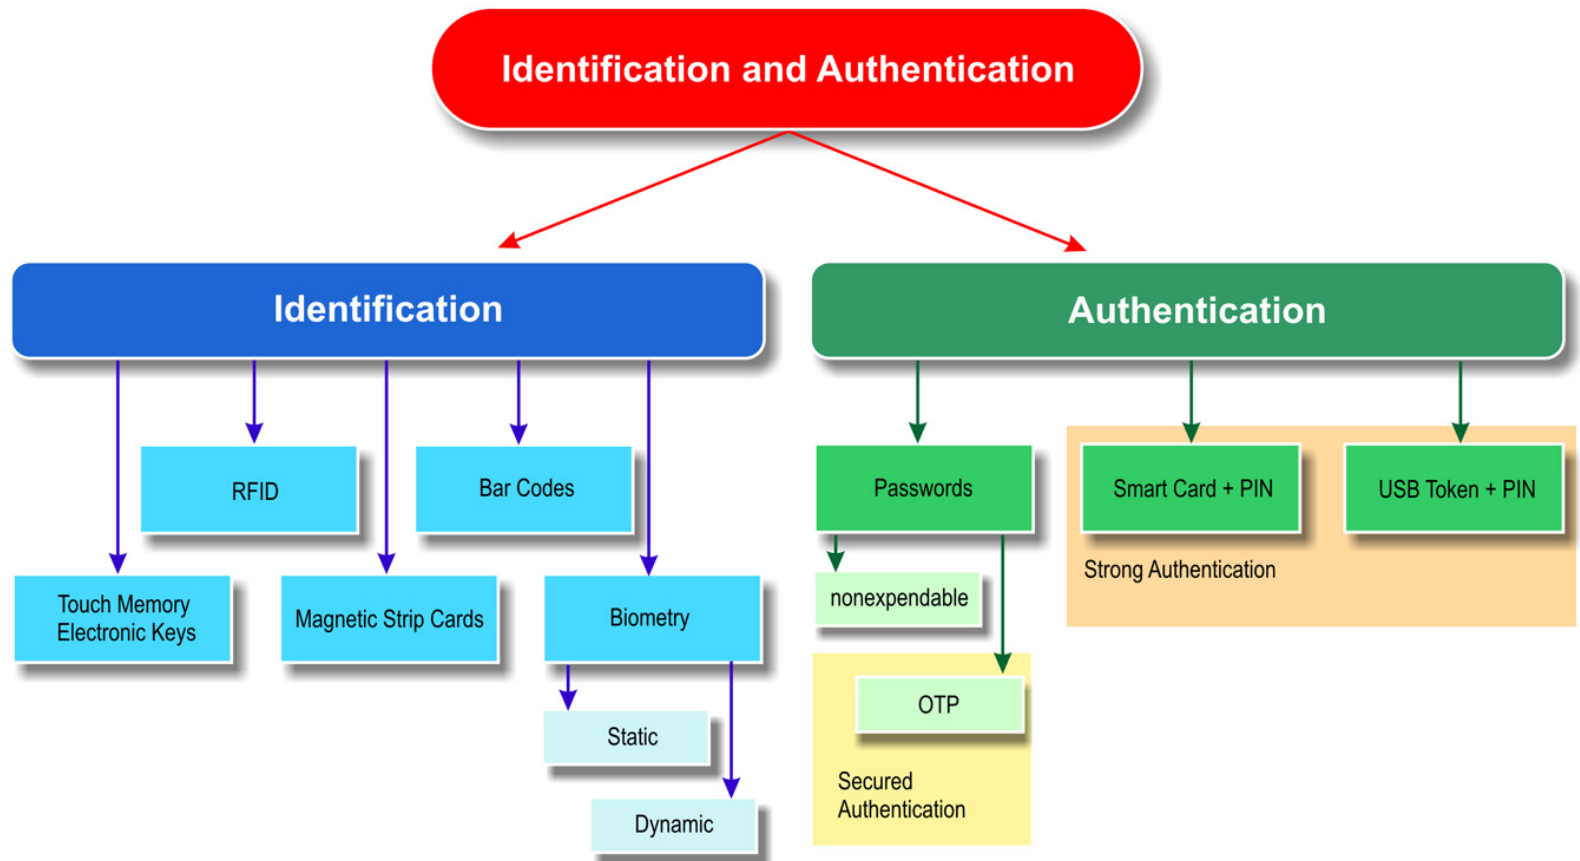 Identification and Authentication
Identification
Authentication
RFID
Bar Codes
Passwords
Smart Card + PIN
USB Token + PIN
Strong Authentication
Touch Memory
Electronic Keys
Magnetic Strip Cards
Biometry
nonexpendable
Static
OTP
Dynamic
Secured
Authentication